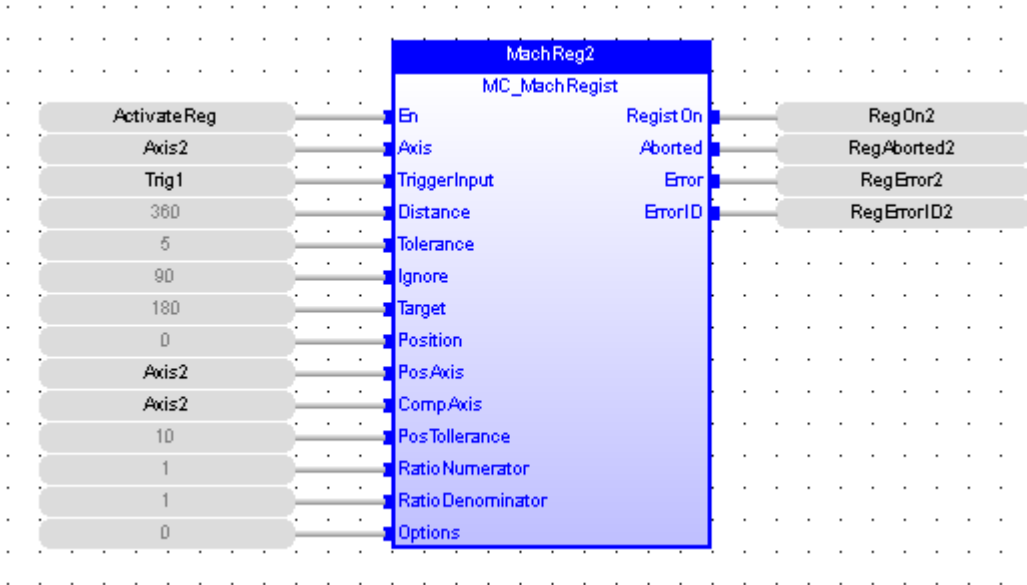 MachReg2
MC_MachRegist
ActivateReg En RegistOn RegOn2
Axis2 Axis Aborted RegAborted2
Trig1 TriggerInput Error RegError2
360 Distance ErrorID RegErrorID2
5 Tolerance
90 Ignore
180 Target
0 Position
Axis2 PosAxis
Axis2 CompAxis
10 PosTollerance
1 RatioNumerator
1 RatioDenominator
0 Options